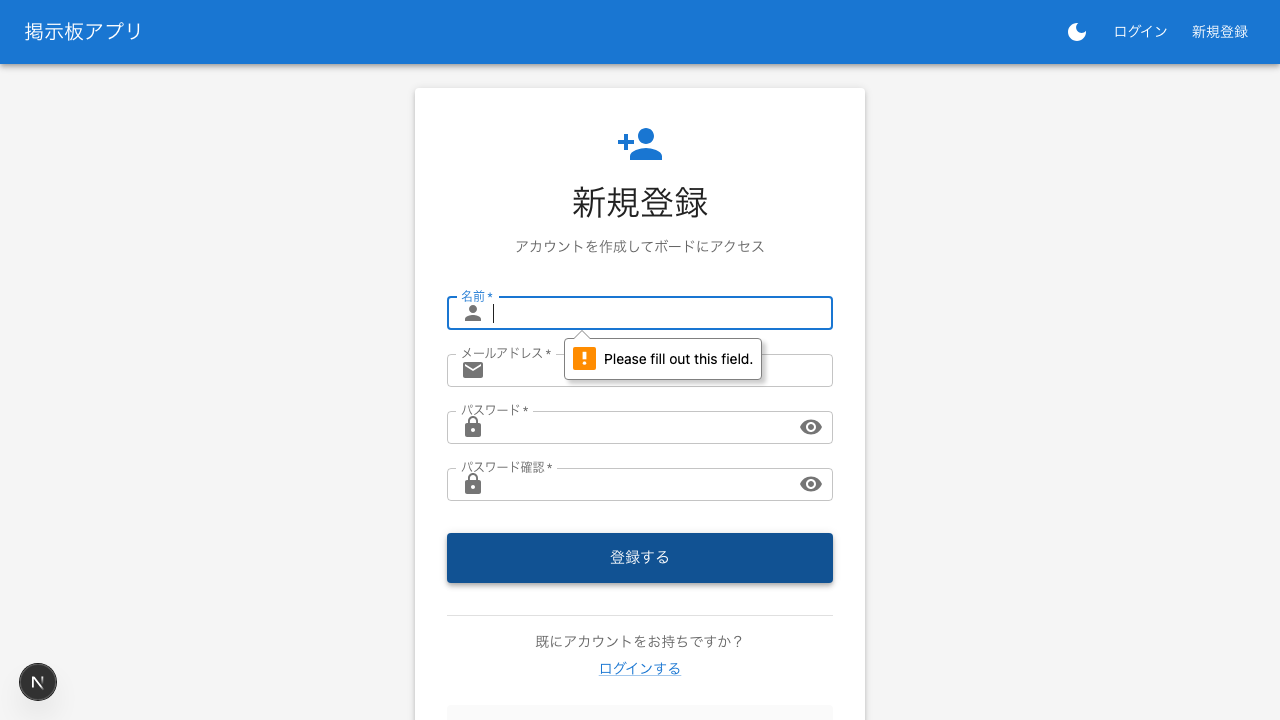 掲示板アプリ
ログイン
新規登録
新規登録
アカウントを作成してボードにアクセス
名前 *
Please fill out this field.
メールアドレス *
パスワード *
パスワード確認 *
登録する
既にアカウントをお持ちですか？
ログインする
N